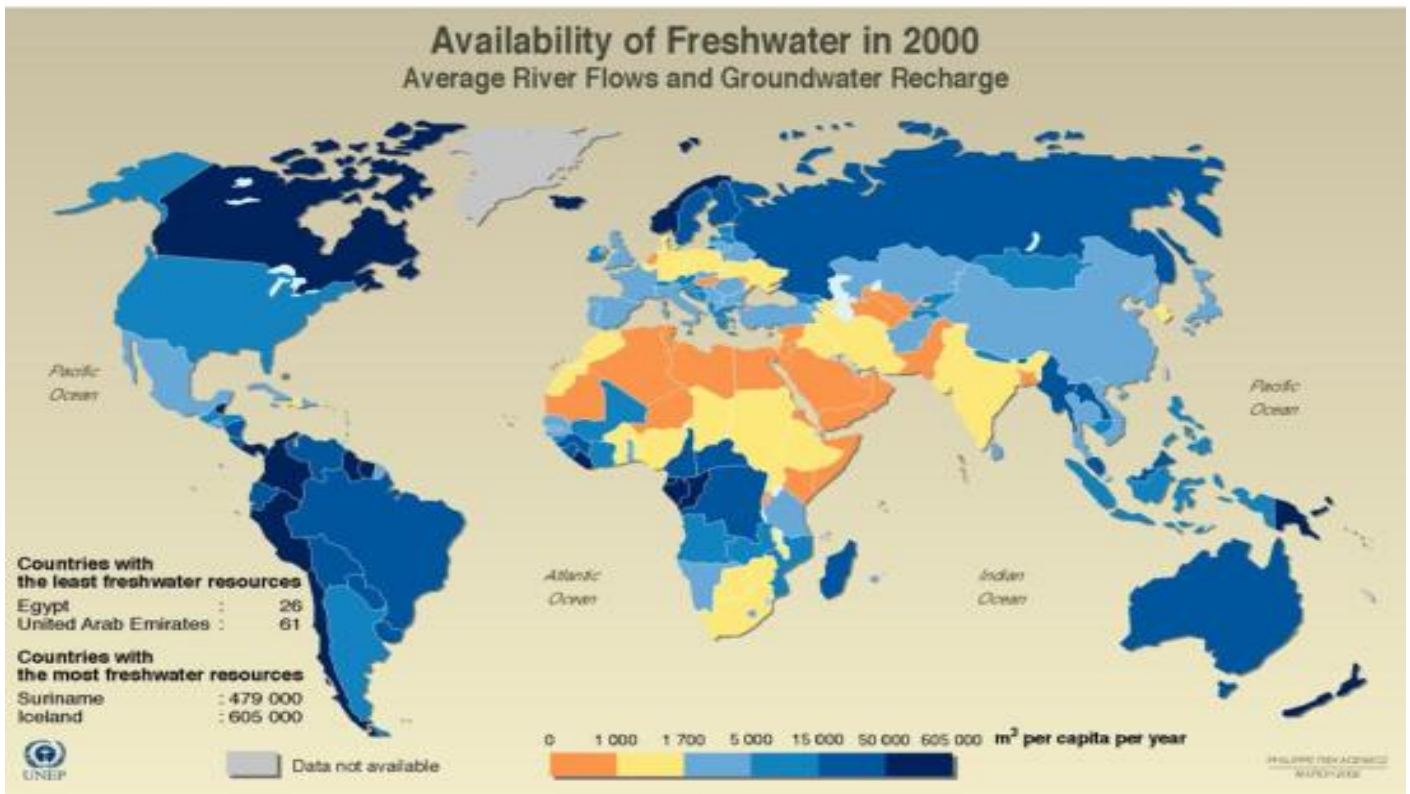 Availability of Freshwater in 2000
Average River Flows and Groundwater Recharge
Pacific
Ocean
Pacific
Ocean
Atlantic
Ocean
Indian
Ocean
Countries with
the least freshwater resources
Egypt : 26
United Arab Emirates : 61
Countries with
the most freshwater resources
Suriname : 479 000
Iceland : 605 000
0 1 000 1 700 5 000 15 000 50 000 605 000 m³ per capita per year
Data not available
UNEP
MARCH 2002